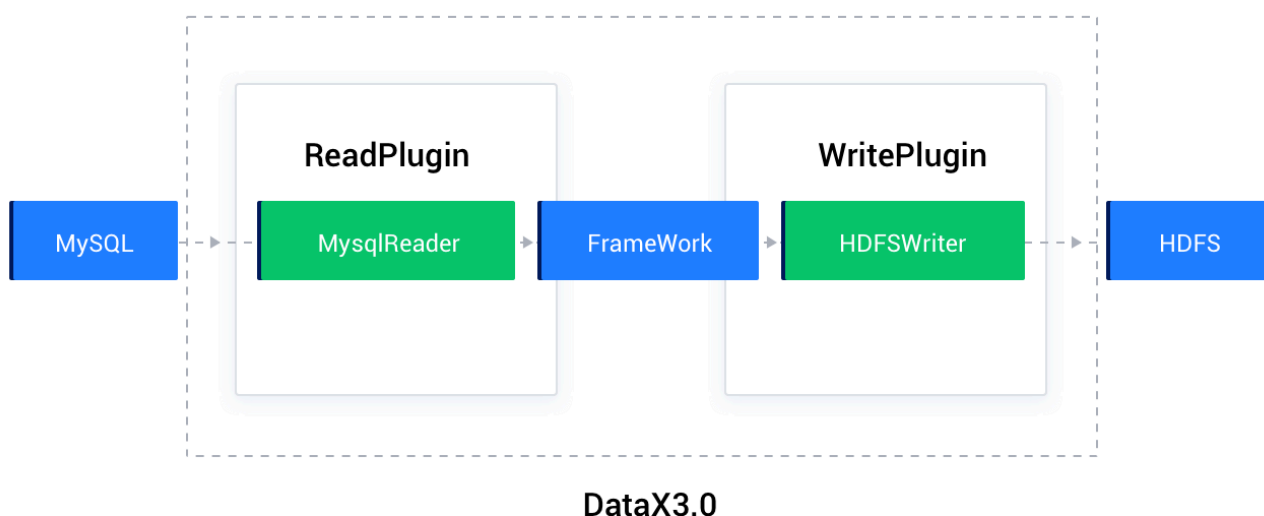 ReadPlugin
WritePlugin
MySQL
MysqlReader
FrameWork
HDFSWriter
HDFS
DataX3.0